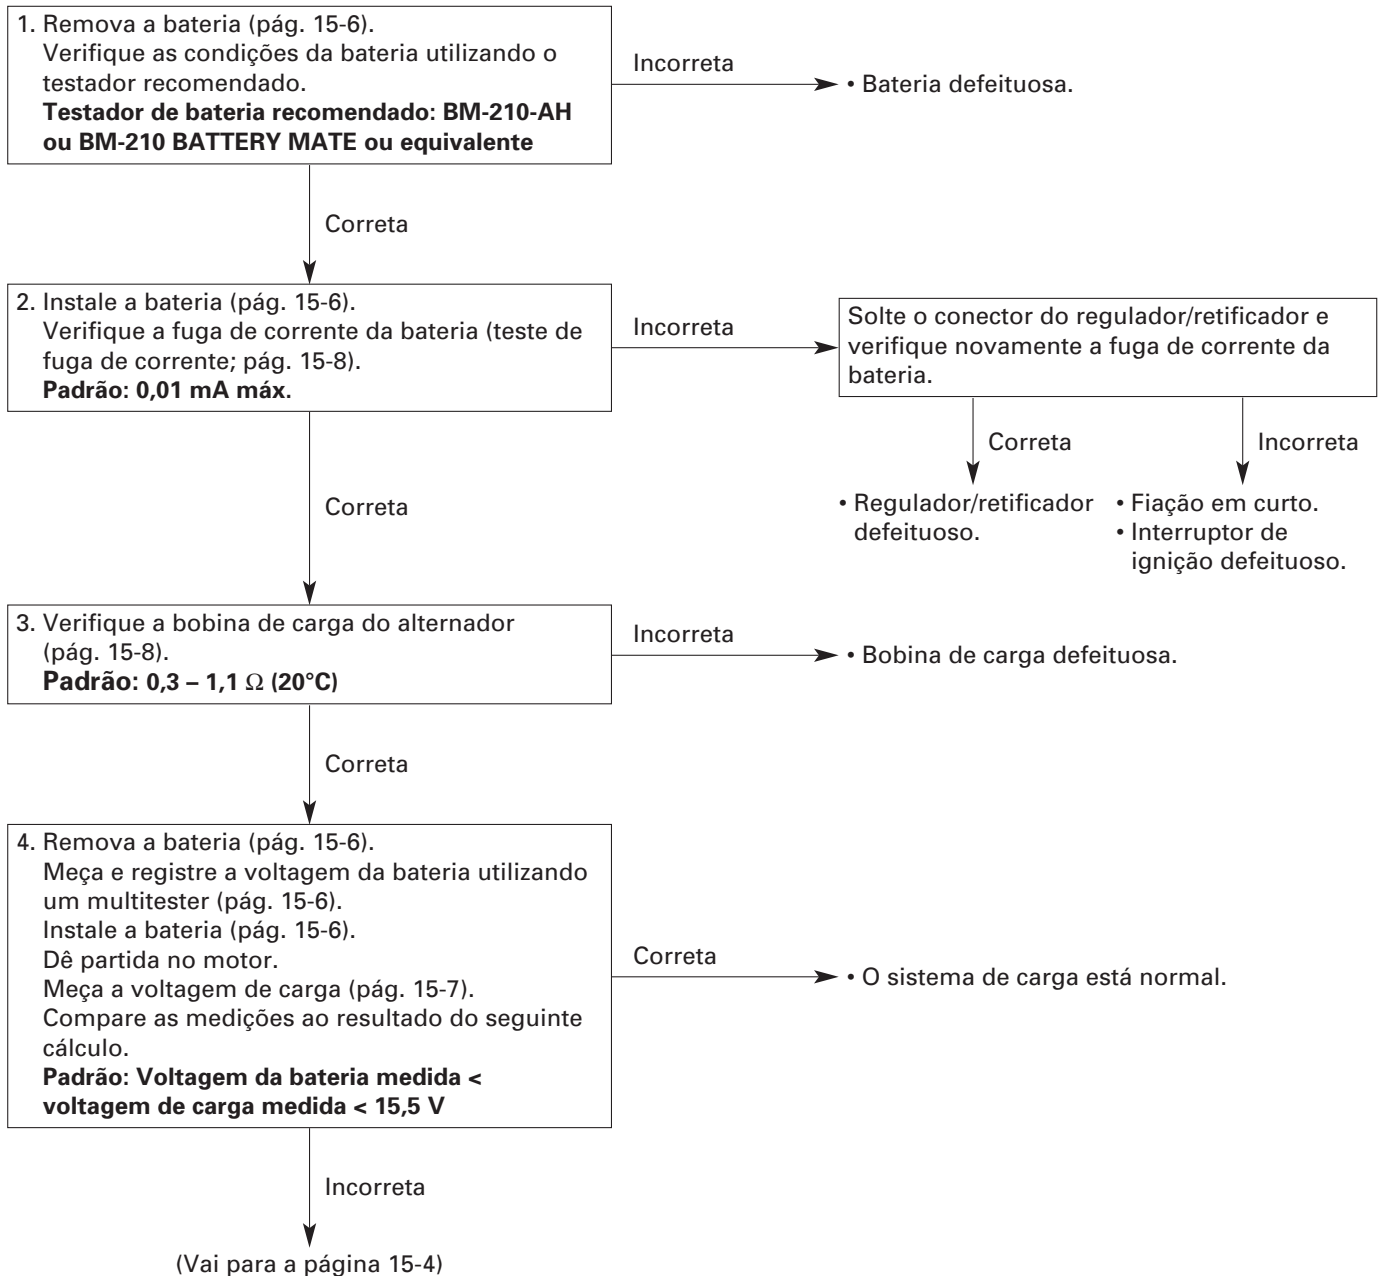 1. Remova a bateria (pág. 15-6).
Verifique as condições da bateria utilizando o
testador recomendado.
Testador de bateria recomendado: BM-210-AH
ou BM-210 BATTERY MATE ou equivalente
Incorreta
• Bateria defeituosa.
Correta
2. Instale a bateria (pág. 15-6).
Verifique a fuga de corrente da bateria (teste de
fuga de corrente; pág. 15-8).
Padrão: 0,01 mA máx.
Incorreta
Solte o conector do regulador/retificador e
verifique novamente a fuga de corrente da
bateria.
Correta
Incorreta
• Regulador/retificador
defeituoso.
• Fiação em curto.
• Interruptor de
ignição defeituoso.
Correta
3. Verifique a bobina de carga do alternador
(pág. 15-8).
Padrão: 0,3 – 1,1 Ω (20°C)
Incorreta
• Bobina de carga defeituosa.
Correta
4. Remova a bateria (pág. 15-6).
Meça e registre a voltagem da bateria utilizando
um multitester (pág. 15-6).
Instale a bateria (pág. 15-6).
Dê partida no motor.
Meça a voltagem de carga (pág. 15-7).
Compare as medições ao resultado do seguinte
cálculo.
Padrão: Voltagem da bateria medida <
voltagem de carga medida < 15,5 V
Correta
• O sistema de carga está normal.
Incorreta
(Vai para a página 15-4)